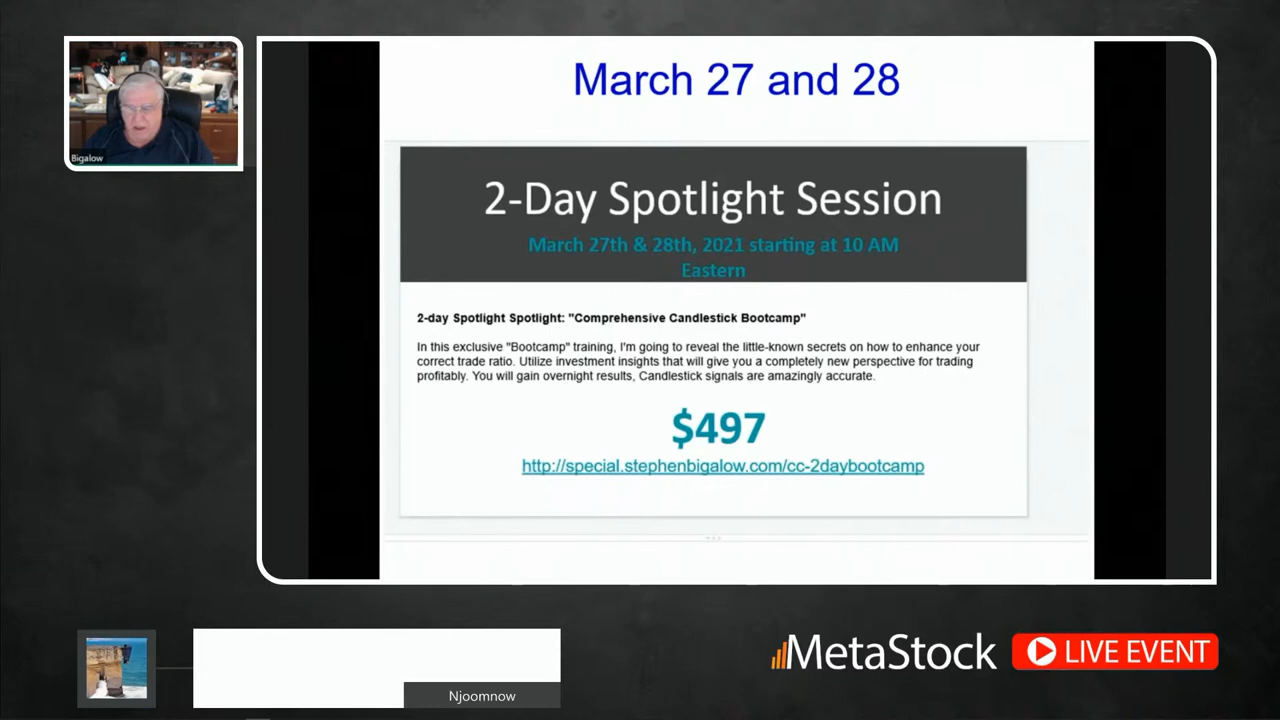 March 27 and 28
Bigalow
2-Day Spotlight Session
March 27th & 28th, 2021 starting at 10 AM
Eastern
2-day Spotlight Spotlight: "Comprehensive Candlestick Bootcamp"
In this exclusive "Bootcamp" training, I'm going to reveal the little-known secrets on how to enhance your
correct trade ratio. Utilize investment insights that will give you a completely new perspective for trading
profitably. You will gain overnight results, Candlestick signals are amazingly accurate.
$497
http://special.stephenbigalow.com/cc-2daybootcamp
MetaStock
LIVE EVENT
Njoomnow